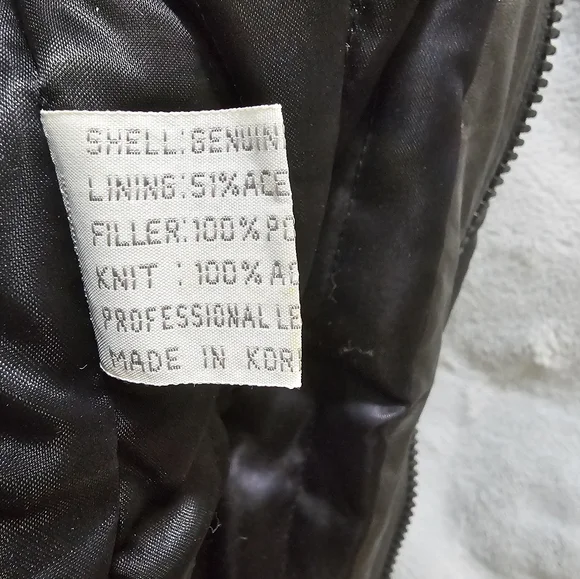 SHELL:GENUIN
LINING:51%ACE
FILLER:100%PO
KNIT : 100% AC
PROFESSIONAL LE
MADE IN KOR